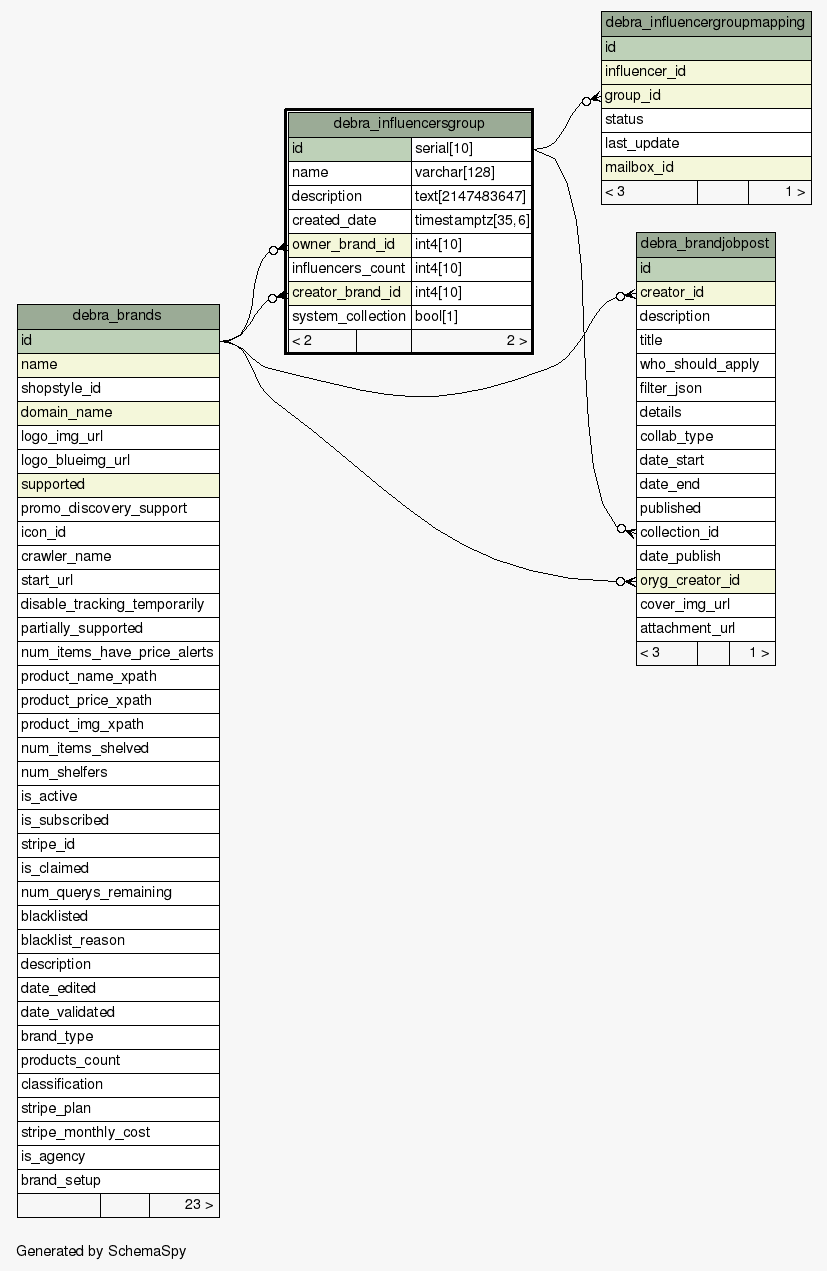 debra_influencergroupmapping
id
influencer_id
group_id
status
last_update
mailbox_id
< 3 1 >
debra_influencersgroup
id serial[10]
name varchar[128]
description text[2147483647]
created_date timestamptz[35,6]
owner_brand_id int4[10]
influencers_count int4[10]
creator_brand_id int4[10]
system_collection bool[1]
< 2 2 >
debra_brandjobpost
id
creator_id
description
title
who_should_apply
filter_json
details
collab_type
date_start
date_end
published
collection_id
date_publish
oryg_creator_id
cover_img_url
attachment_url
< 3 1 >
debra_brands
id
name
shopstyle_id
domain_name
logo_img_url
logo_blueimg_url
supported
promo_discovery_support
icon_id
crawler_name
start_url
disable_tracking_temporarily
partially_supported
num_items_have_price_alerts
product_name_xpath
product_price_xpath
product_img_xpath
num_items_shelved
num_shelfers
is_active
is_subscribed
stripe_id
is_claimed
num_querys_remaining
blacklisted
blacklist_reason
description
date_edited
date_validated
brand_type
products_count
classification
stripe_plan
stripe_monthly_cost
is_agency
brand_setup
23 >
Generated by SchemaSpy